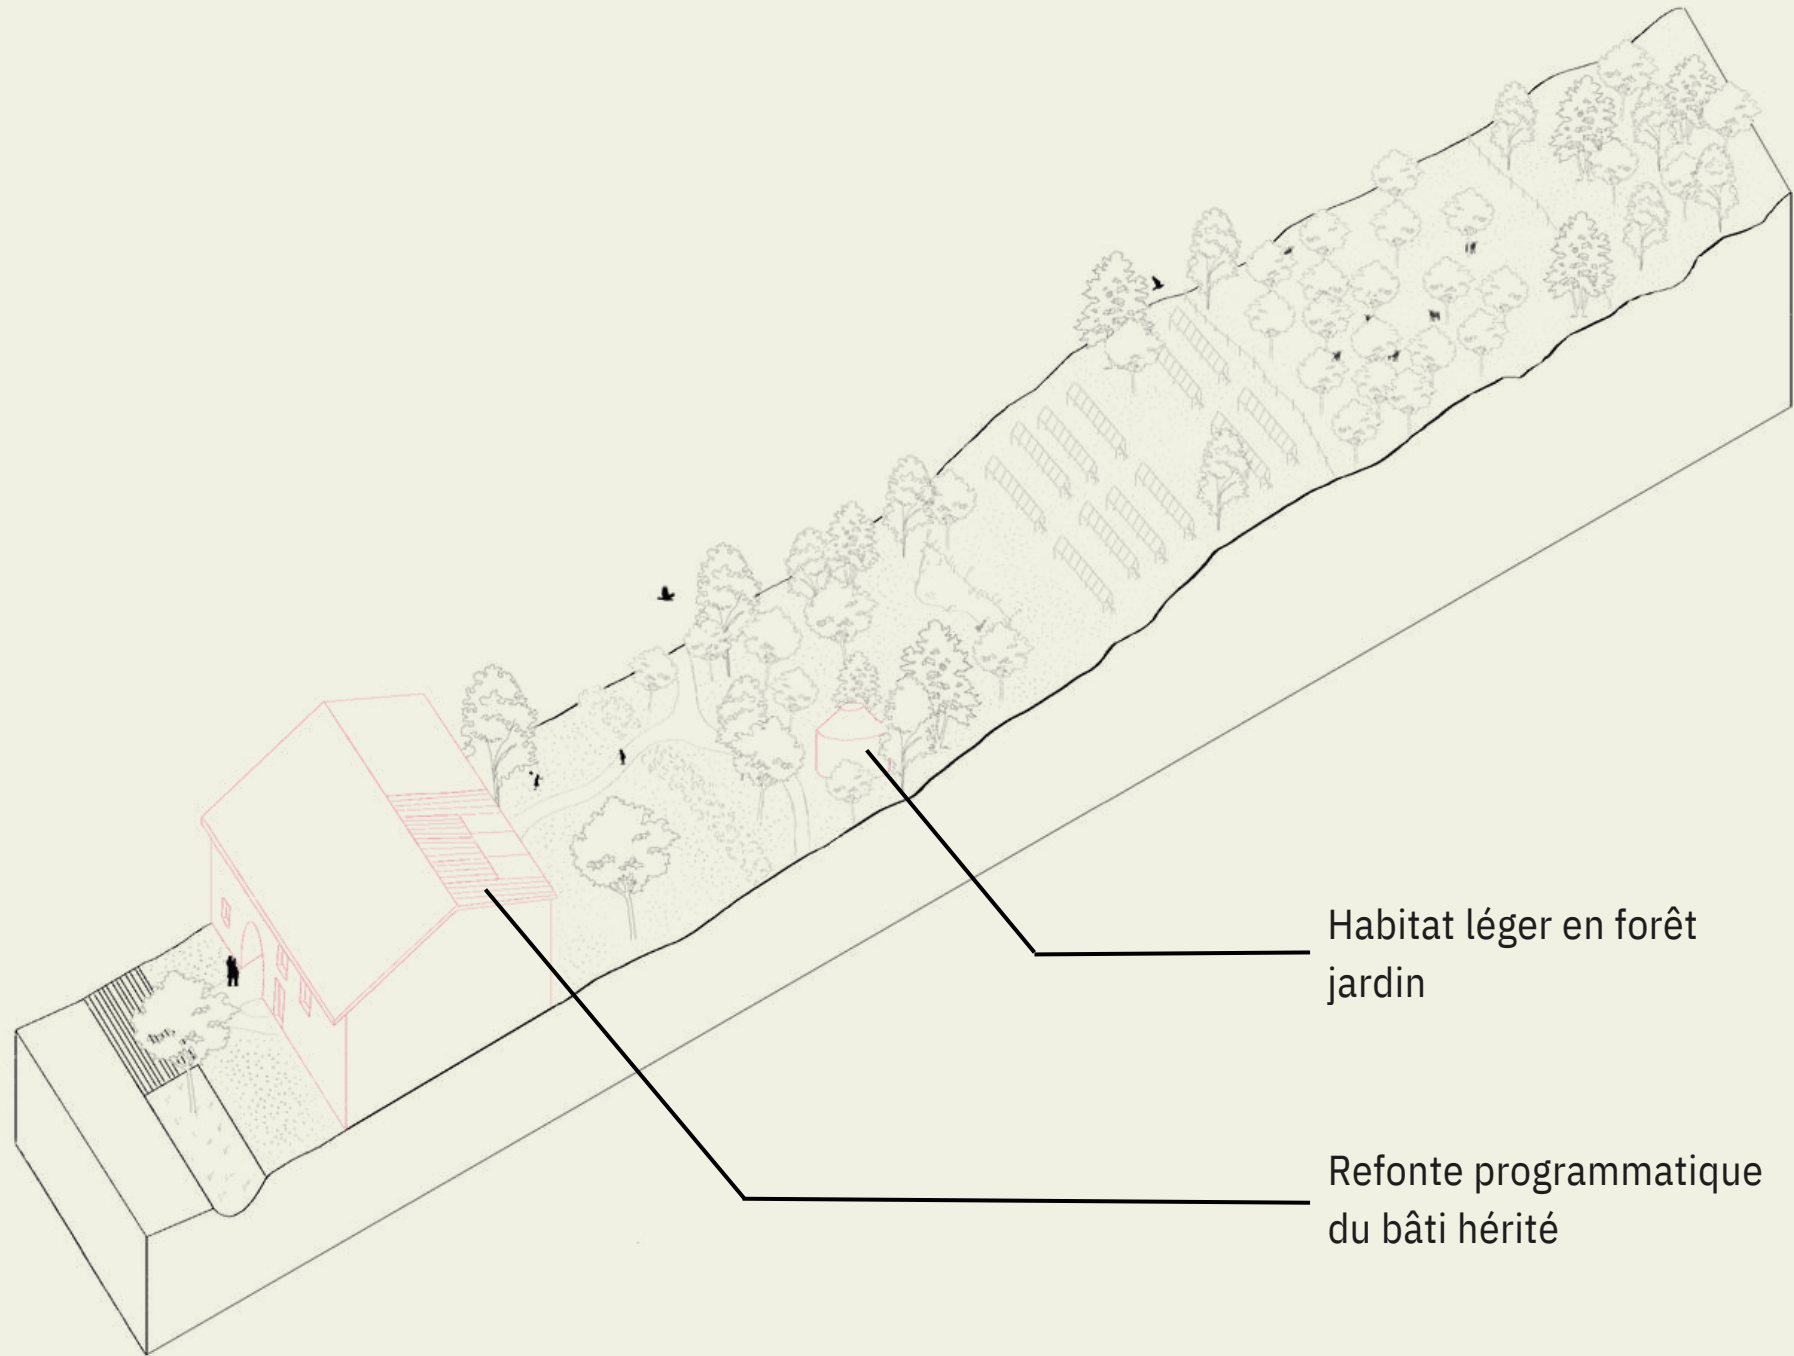 Habitat léger en forêt
jardin
Refonte programmatique
du bâti hérité